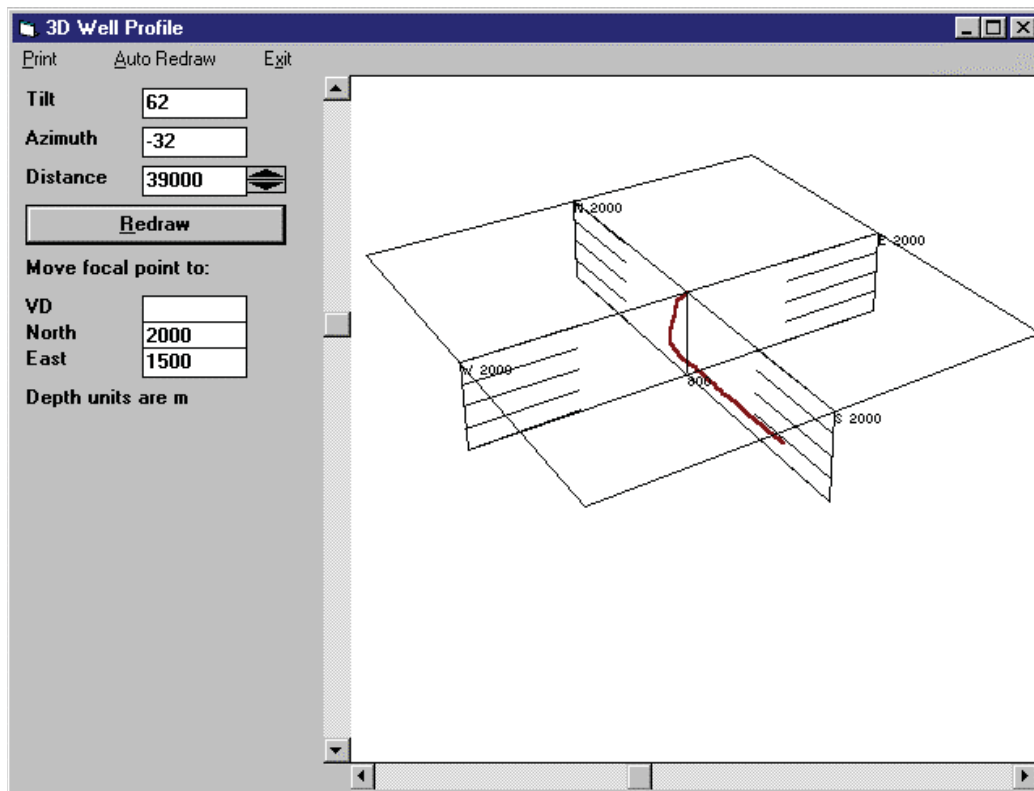 3D Well Profile
Print Auto Redraw Exit
Tilt 62
Azimuth -32
Distance 39000
Redraw
Move focal point to:
VD
North 2000
East 1500
Depth units are m
N 2000
E 2000
W 2000
S 2000
800